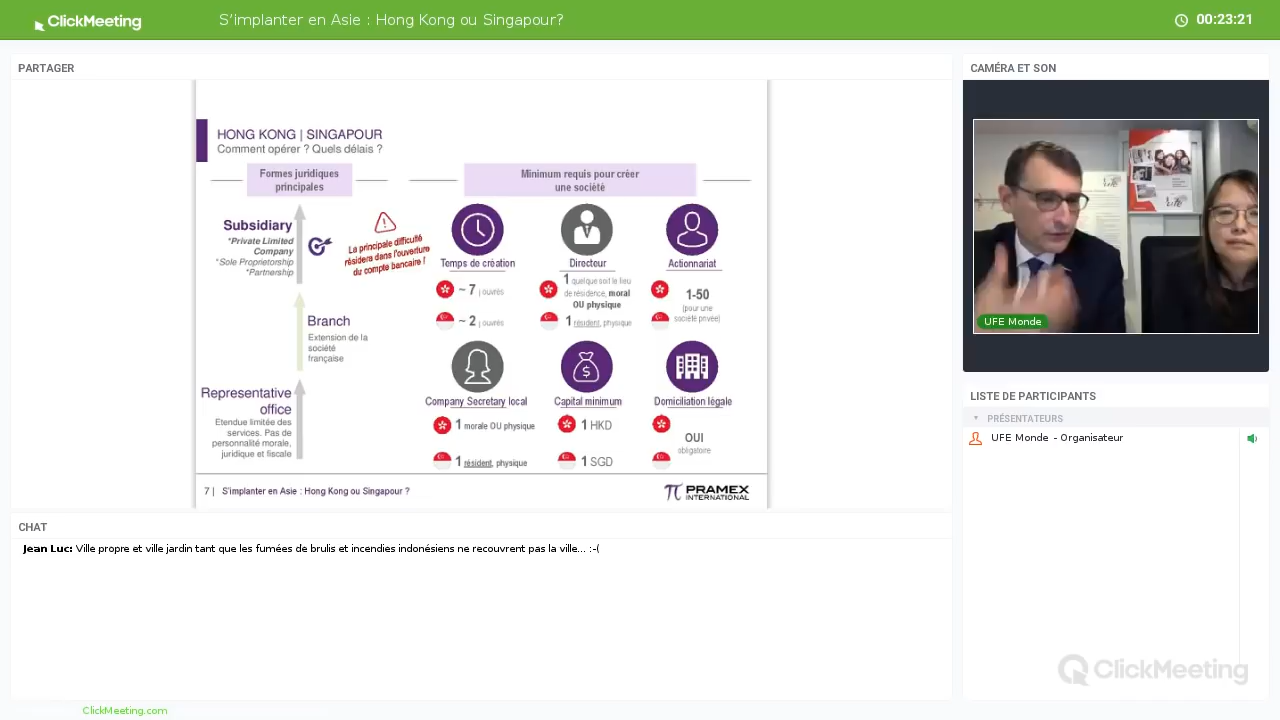 ClickMeeting
S'implanter en Asie : Hong Kong ou Singapour?
00:23:21
PARTAGER
HONG KONG | SINGAPOUR
Comment opérer ? Quels délais ?
Formes juridiques
principales
Minimum requis pour créer
une société
Subsidiary
*Private Limited
Company
*Sole Proprietorship
*Partnership
La principale difficulté
résidera dans l'ouverture
du compte bancaire !
Temps de création
~ 7 j ouvrés
~ 2 j ouvrés
Directeur
1 quelque soit le lieu
de résidence, moral
OU physique
1 résident, physique
Actionnariat
1-50
(pour une
société privée)
Branch
Extension de la
société
française
Representative
office
Etendue limitée des
services. Pas de
personnalité morale,
juridique et fiscale
Company Secretary local
1 morale OU physique
1 résident, physique
Capital minimum
1 HKD
1 SGD
Domiciliation légale
OUI
obligatoire
7 | S'implanter en Asie : Hong Kong ou Singapour ?
PRAMEX
INTERNATIONAL
CAMÉRA ET SON
UFE Monde
LISTE DE PARTICIPANTS
PRÉSENTATEURS
UFE Monde - Organisateur
CHAT
Jean Luc: Ville propre et ville jardin tant que les fumées de brulis et incendies indonésiens ne recouvrent pas la ville... :-(
ClickMeeting
ClickMeeting.com